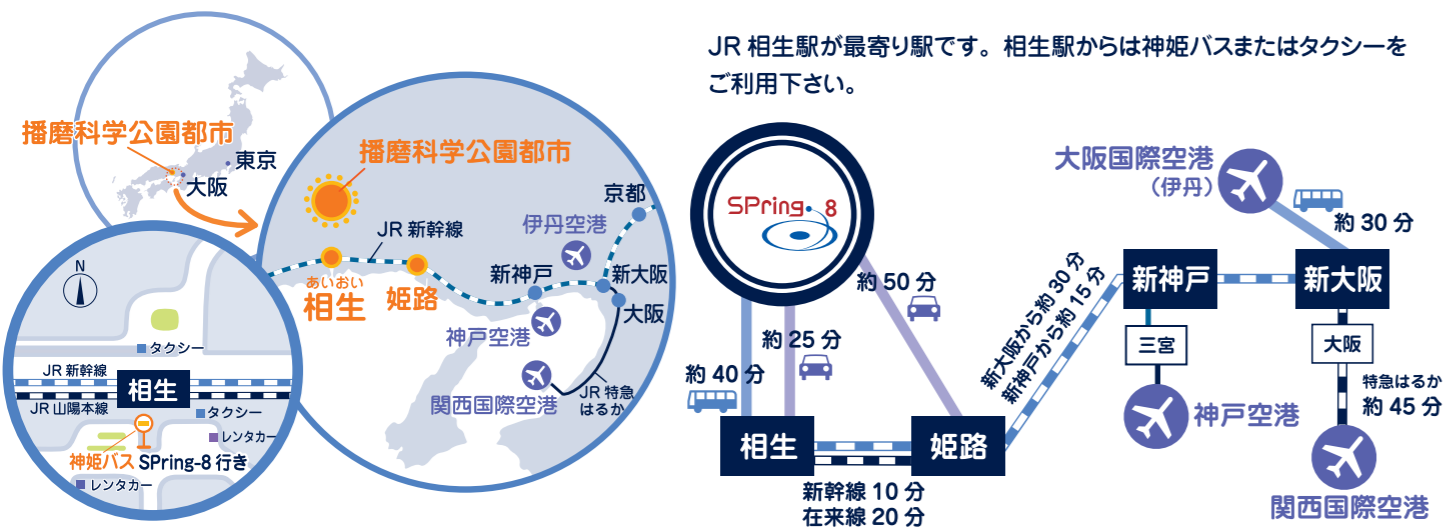 JR 相生駅が最寄り駅です。相生駅からは神姫バスまたはタクシーを
ご利用下さい。
播磨科学公園都市
東京
大阪
播磨科学公園都市
京都
JR 新幹線
伊丹空港
新神戸
新大阪
あいおい
相生
姫路
大阪
神戸空港
関西国際空港
JR 特急
はるか
N
タクシー
JR 新幹線
相生
JR 山陽本線
タクシー
レンタカー
神姫バス SPring-8 行き
レンタカー
SPring-8
大阪国際空港
(伊丹)
約 30 分
新神戸
新大阪
約 50 分
新大阪から約 30 分
新神戸から約 15 分
三宮
大阪
約 25 分
約 40 分
特急はるか
約 45 分
神戸空港
相生
姫路
新幹線 10 分
在来線 20 分
関西国際空港